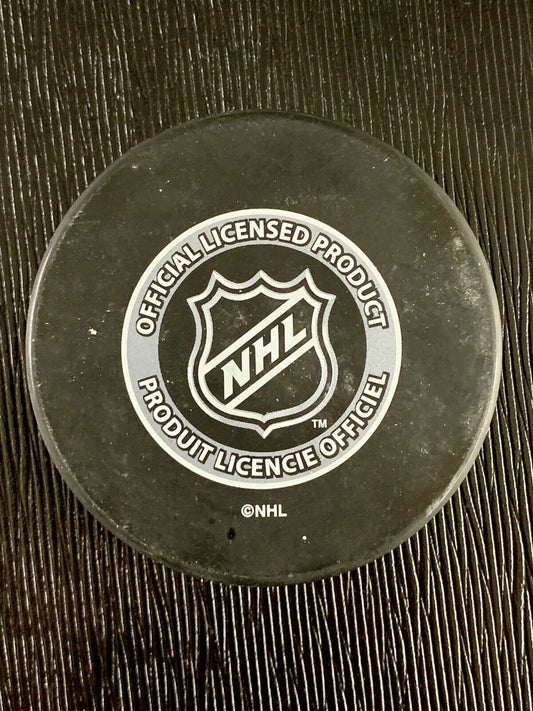 OFFICIAL LICENSED PRODUCT
NHL
TM
PRODUIT LICENCIE OFFICIEL
©NHL